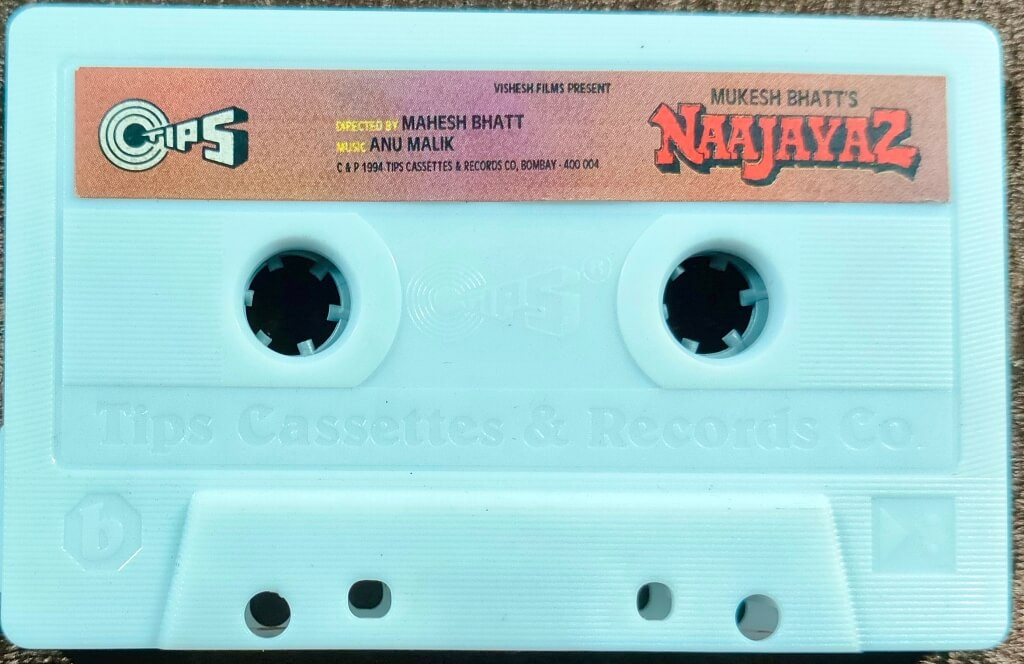 VISHESH FILMS PRESENT
MUKESH BHATT'S
NAAJAYAZ
TIPS
DIRECTED BY MAHESH BHATT
MUSIC ANU MALIK
C & P 1994 TIPS CASSETTES & RECORDS CO, BOMBAY - 400 004
TIPS®
Tips Cassettes & Records Co.
b